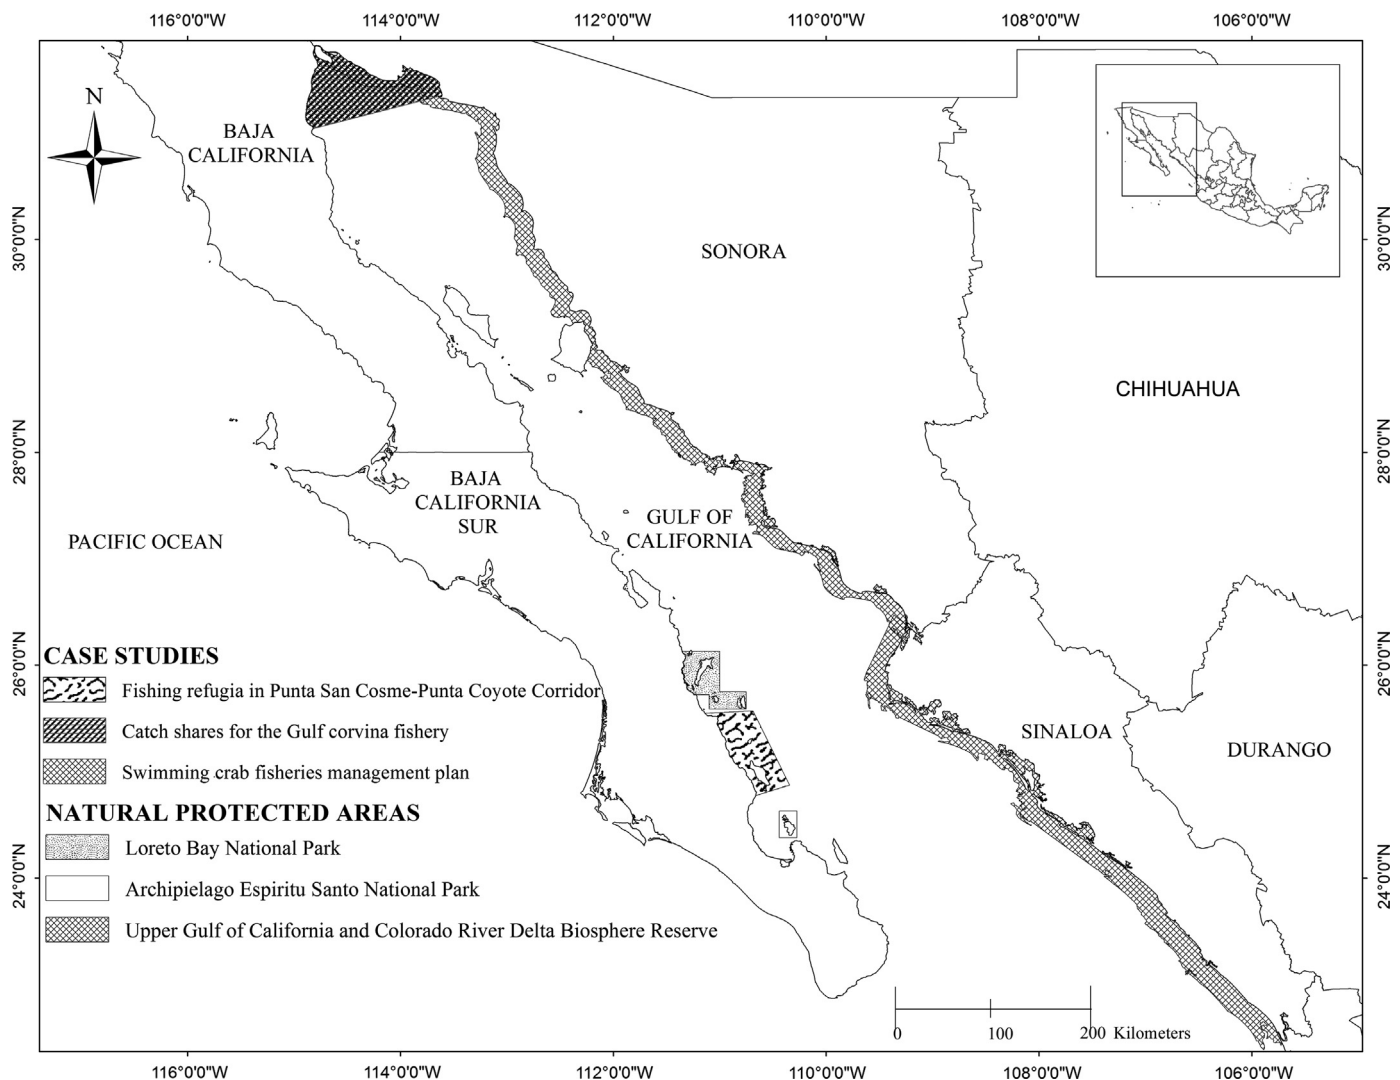 116°0'0"W 114°0'0"W 112°0'0"W 110°0'0"W 108°0'0"W 106°0'0"W
N
BAJA
CALIFORNIA
30°0'0"N
SONORA
30°0'0"N
CHIHUAHUA
28°0'0"N
28°0'0"N
BAJA
CALIFORNIA
SUR
GULF OF
CALIFORNIA
PACIFIC OCEAN
26°0'0"N
26°0'0"N
SINALOA
DURANGO
CASE STUDIES
Fishing refugia in Punta San Cosme-Punta Coyote Corridor
Catch shares for the Gulf corvina fishery
Swimming crab fisheries management plan
NATURAL PROTECTED AREAS
Loreto Bay National Park
Archipielago Espiritu Santo National Park
Upper Gulf of California and Colorado River Delta Biosphere Reserve
24°0'0"N
24°0'0"N
0 100 200 Kilometers
116°0'0"W 114°0'0"W 112°0'0"W 110°0'0"W 108°0'0"W 106°0'0"W